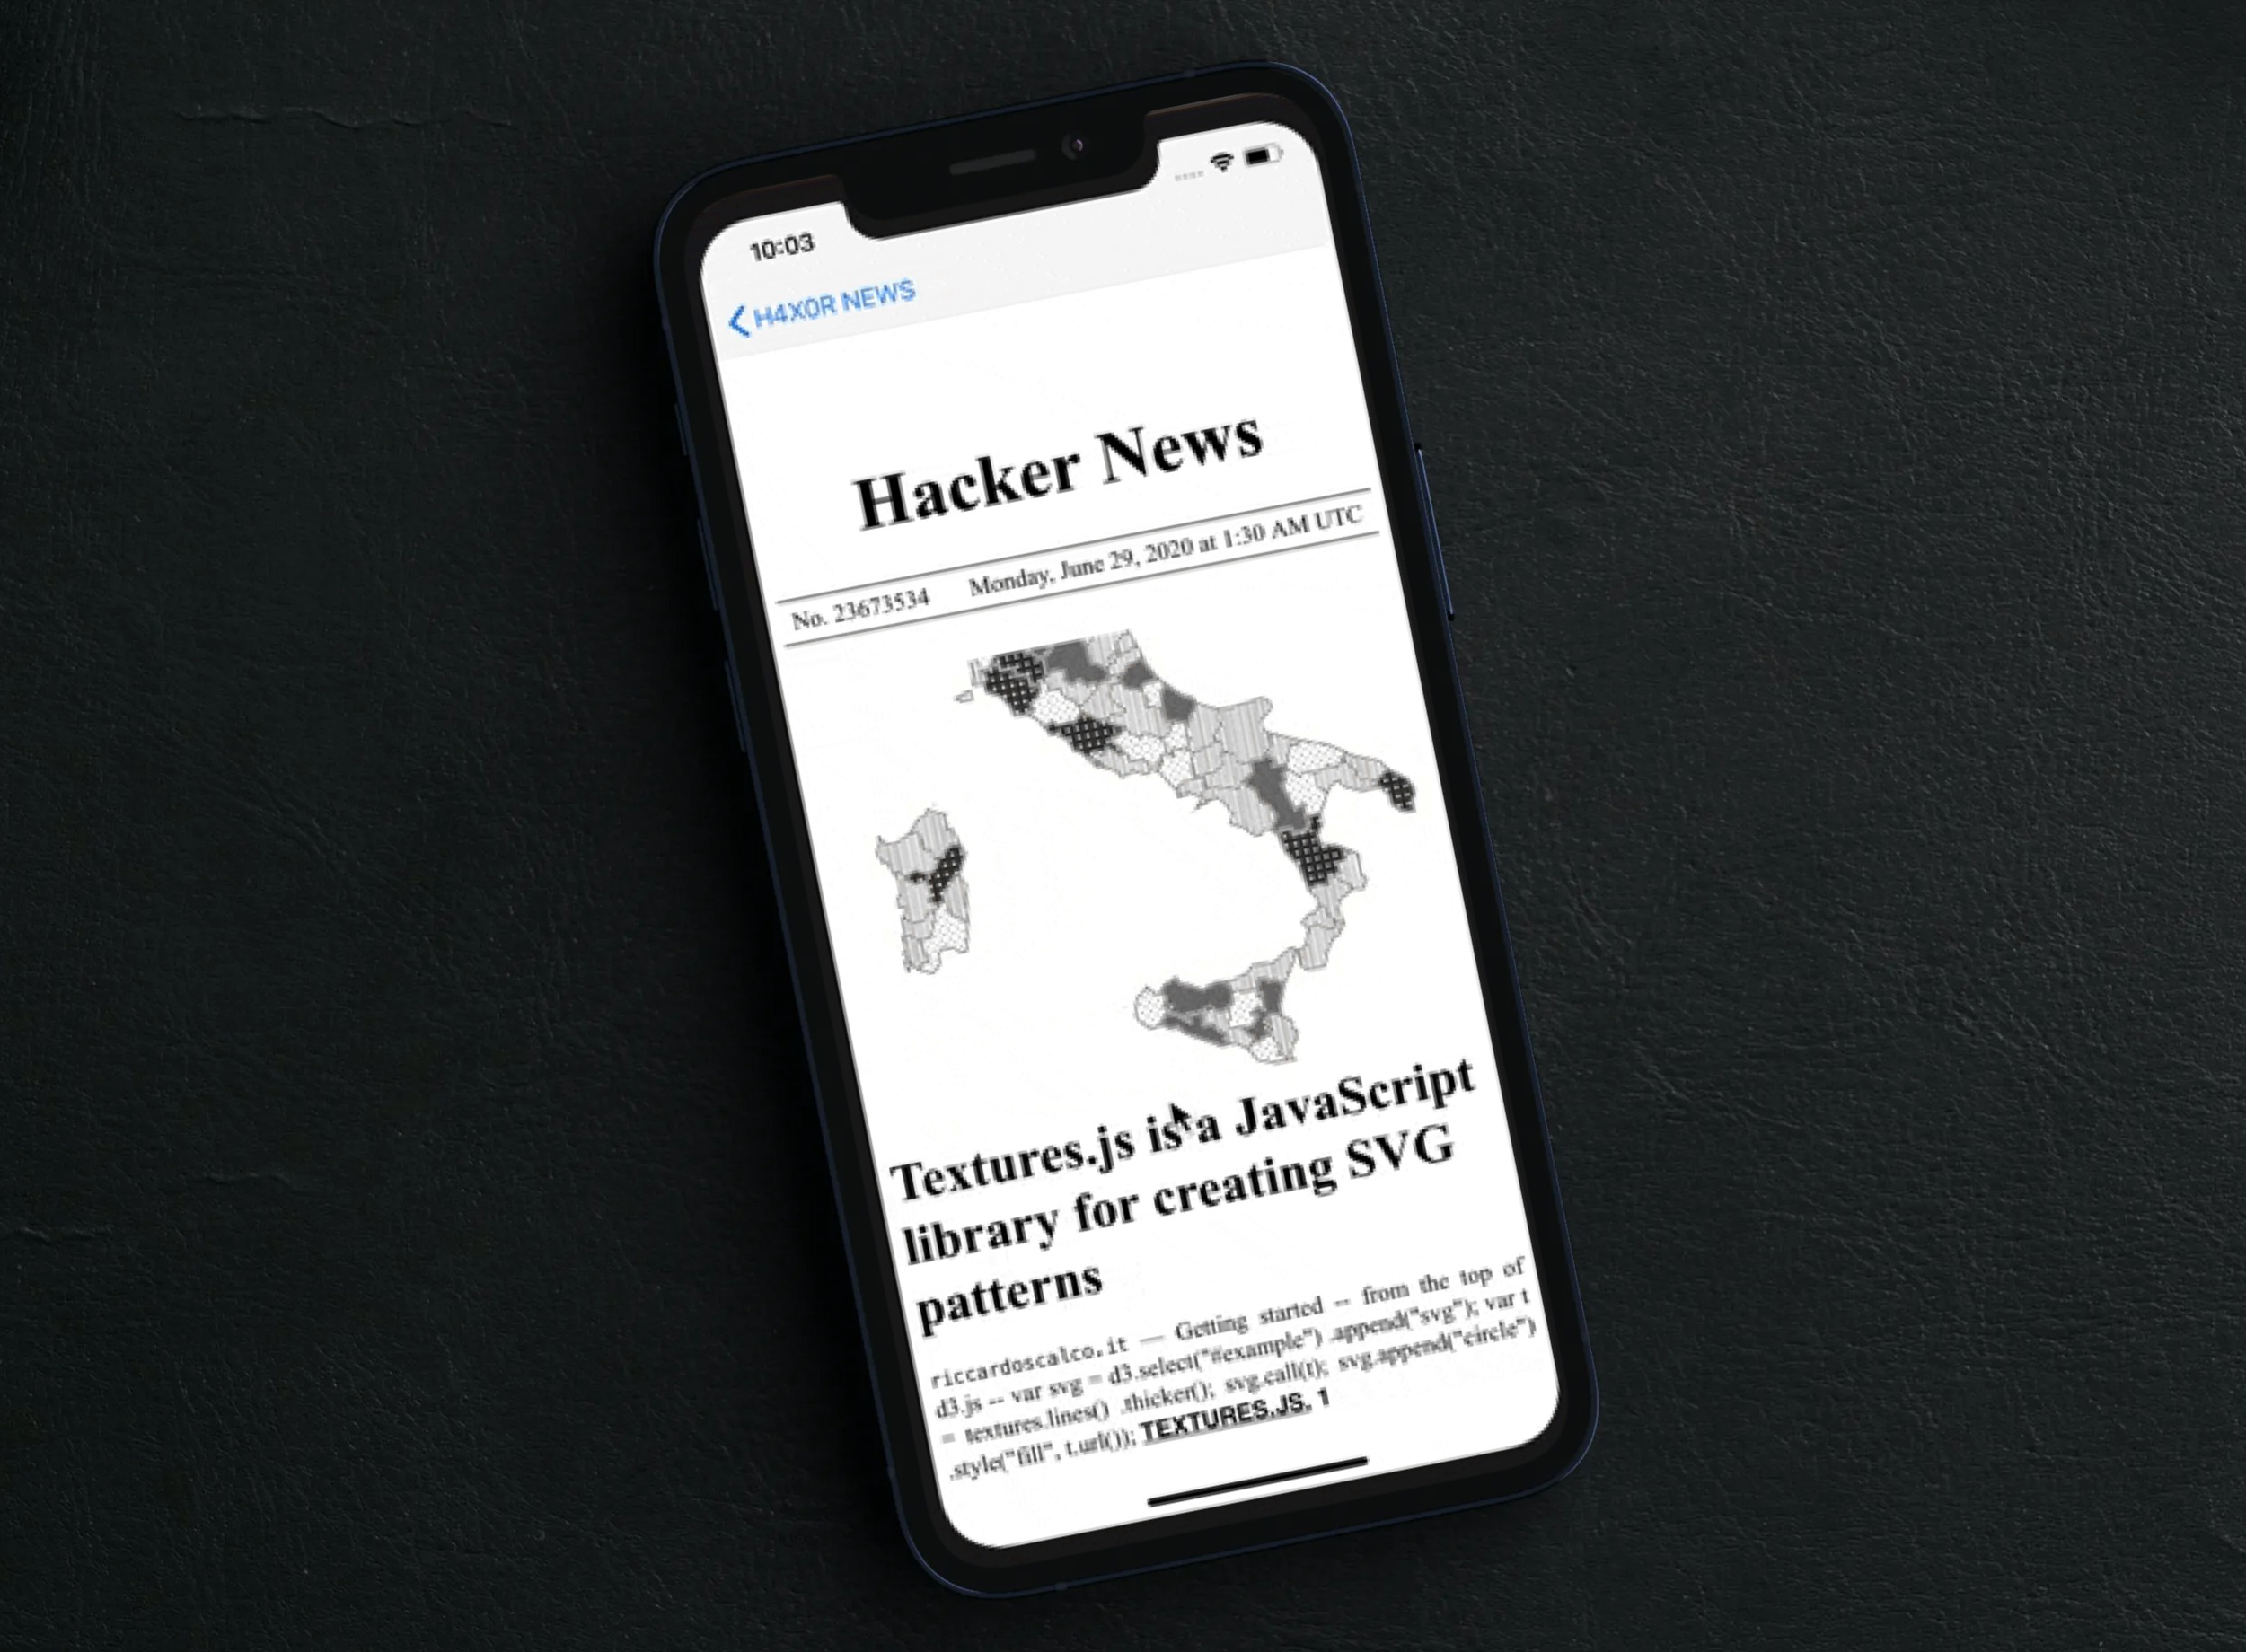 10:03
H4X0R NEWS
Hacker News
No. 23673534 Monday, June 29, 2020 at 1:30 AM UTC
Textures.js is a JavaScript
library for creating SVG
patterns
riccardoscalco.it — Getting started -- from the top of
d3.js -- var svg = d3.select("#example") .append("svg"); var t
= textures.lines() .thicker(); svg.call(t); svg.append("circle")
.style("fill", t.url()); TEXTURES.JS. 1